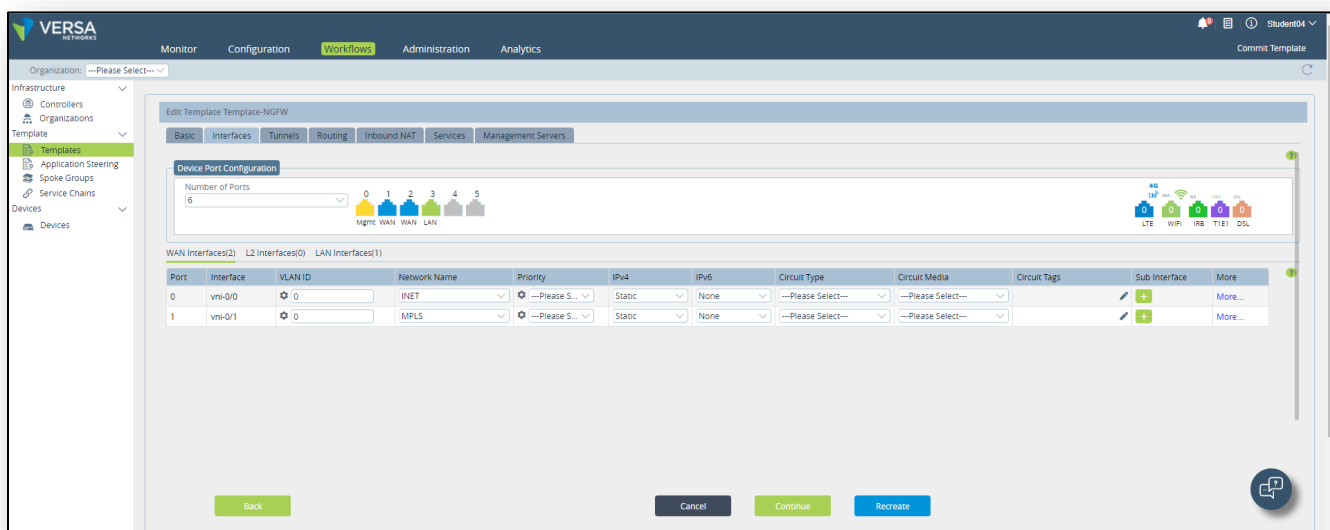 VERSA
NETWORKS
Student04
Monitor Configuration Workflows Administration Analytics
Commit Template
Organization: ---Please Select---
Infrastructure
Controllers
Organizations
Template
Templates
Application Steering
Spoke Groups
Service Chains
Devices
Devices
Edit Template Template-NGFW
Basic Interfaces Tunnels Routing Inbound NAT Services Management Servers
Device Port Configuration
Number of Ports
6
0 1 2 3 4 5
Mgmt WAN WAN LAN
4G
LTE
0 0 0 0 0
LTE WIFI IRB T1E1 DSL
WAN Interfaces(2) L2 Interfaces(0) LAN Interfaces(1)
Port Interface VLAN ID Network Name Priority IPv4 IPv6 Circuit Type Circuit Media Circuit Tags Sub Interface More
0 vni-0/0 0 INET ---Please S... Static None ---Please Select--- ---Please Select--- + More...
1 vni-0/1 0 MPLS ---Please S... Static None ---Please Select--- ---Please Select--- + More...
Back Cancel Continue Recreate